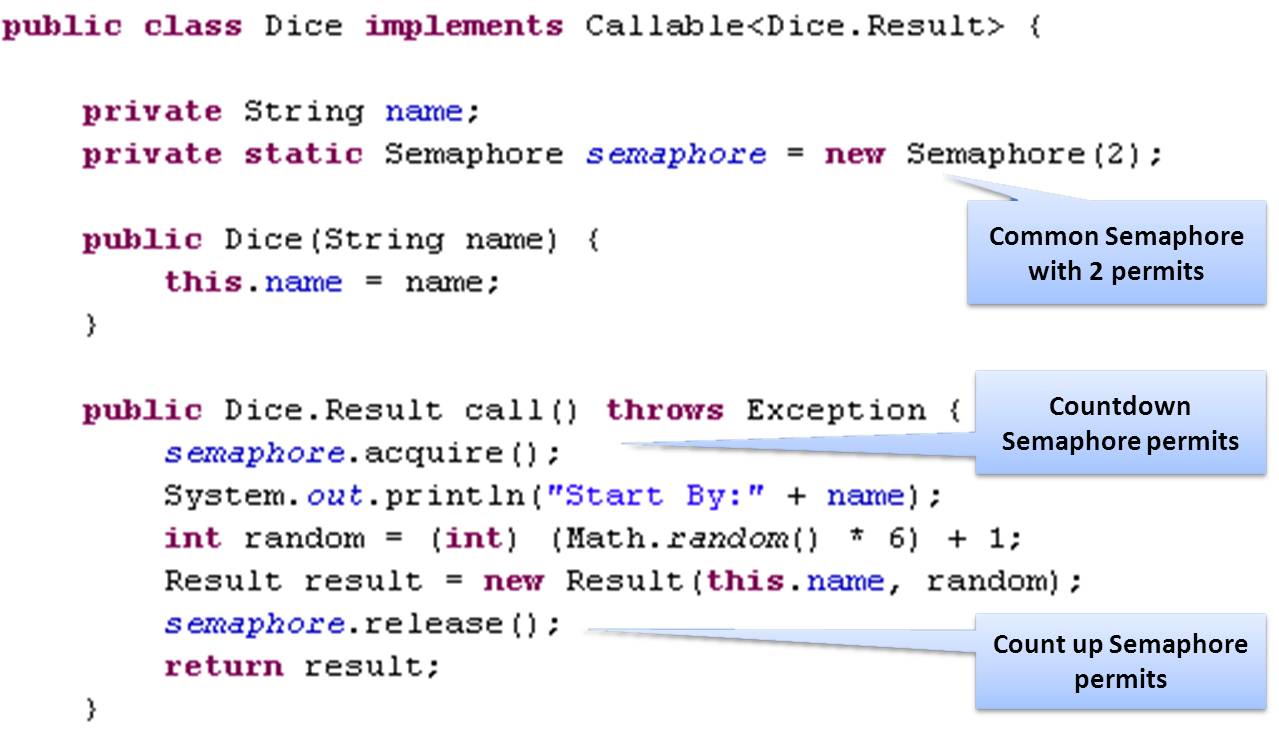 public class Dice implements Callable<Dice.Result> {
private String name;
private static Semaphore semaphore = new Semaphore(2);
Common Semaphore
with 2 permits
public Dice(String name) {
this.name = name;
}
public Dice.Result call() throws Exception {
Countdown
Semaphore permits
semaphore.acquire();
System.out.println("Start By:" + name);
int random = (int) (Math.random() * 6) + 1;
Result result = new Result(this.name, random);
semaphore.release();
Count up Semaphore
permits
return result;
}